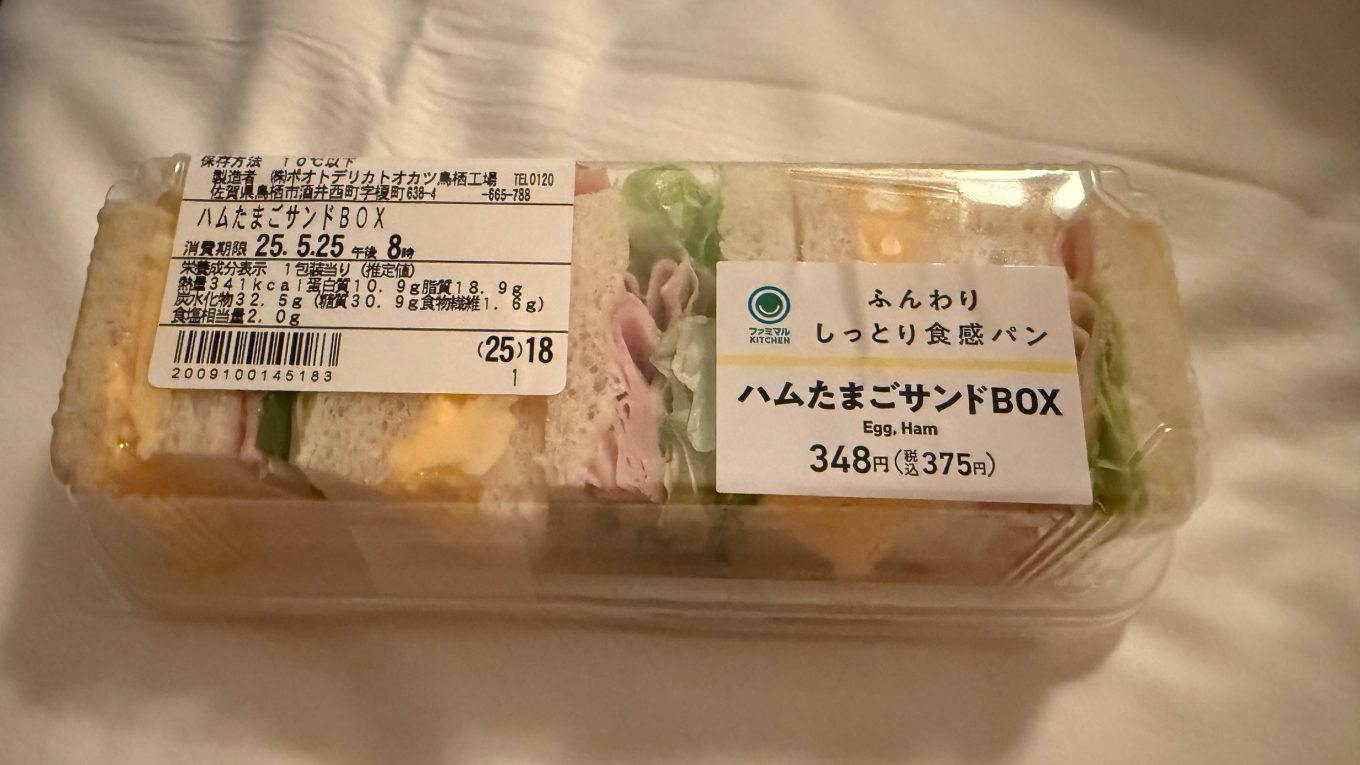 保存方法 10℃以下
製造者 ㈱ポオトデリカトオカツ鳥栖工場 TEL0120
佐賀県鳥栖市酒井西町字榎町638-4 -665-788
ハムたまごサンドBOX
消費期限 25. 5.25 午後 8時
栄養成分表示 1包装当り(推定値)
熱量341kcal蛋白質10.9g脂質18.9g
炭水化物32.5g(糖質30.9g食物繊維1.6g)
食塩相当量2.0g
(25)18
2009100145183
1
ファミマル
KITCHEN
ふんわり
しっとり食感パン
ハムたまごサンドBOX
Egg, Ham
348円(税込375円)